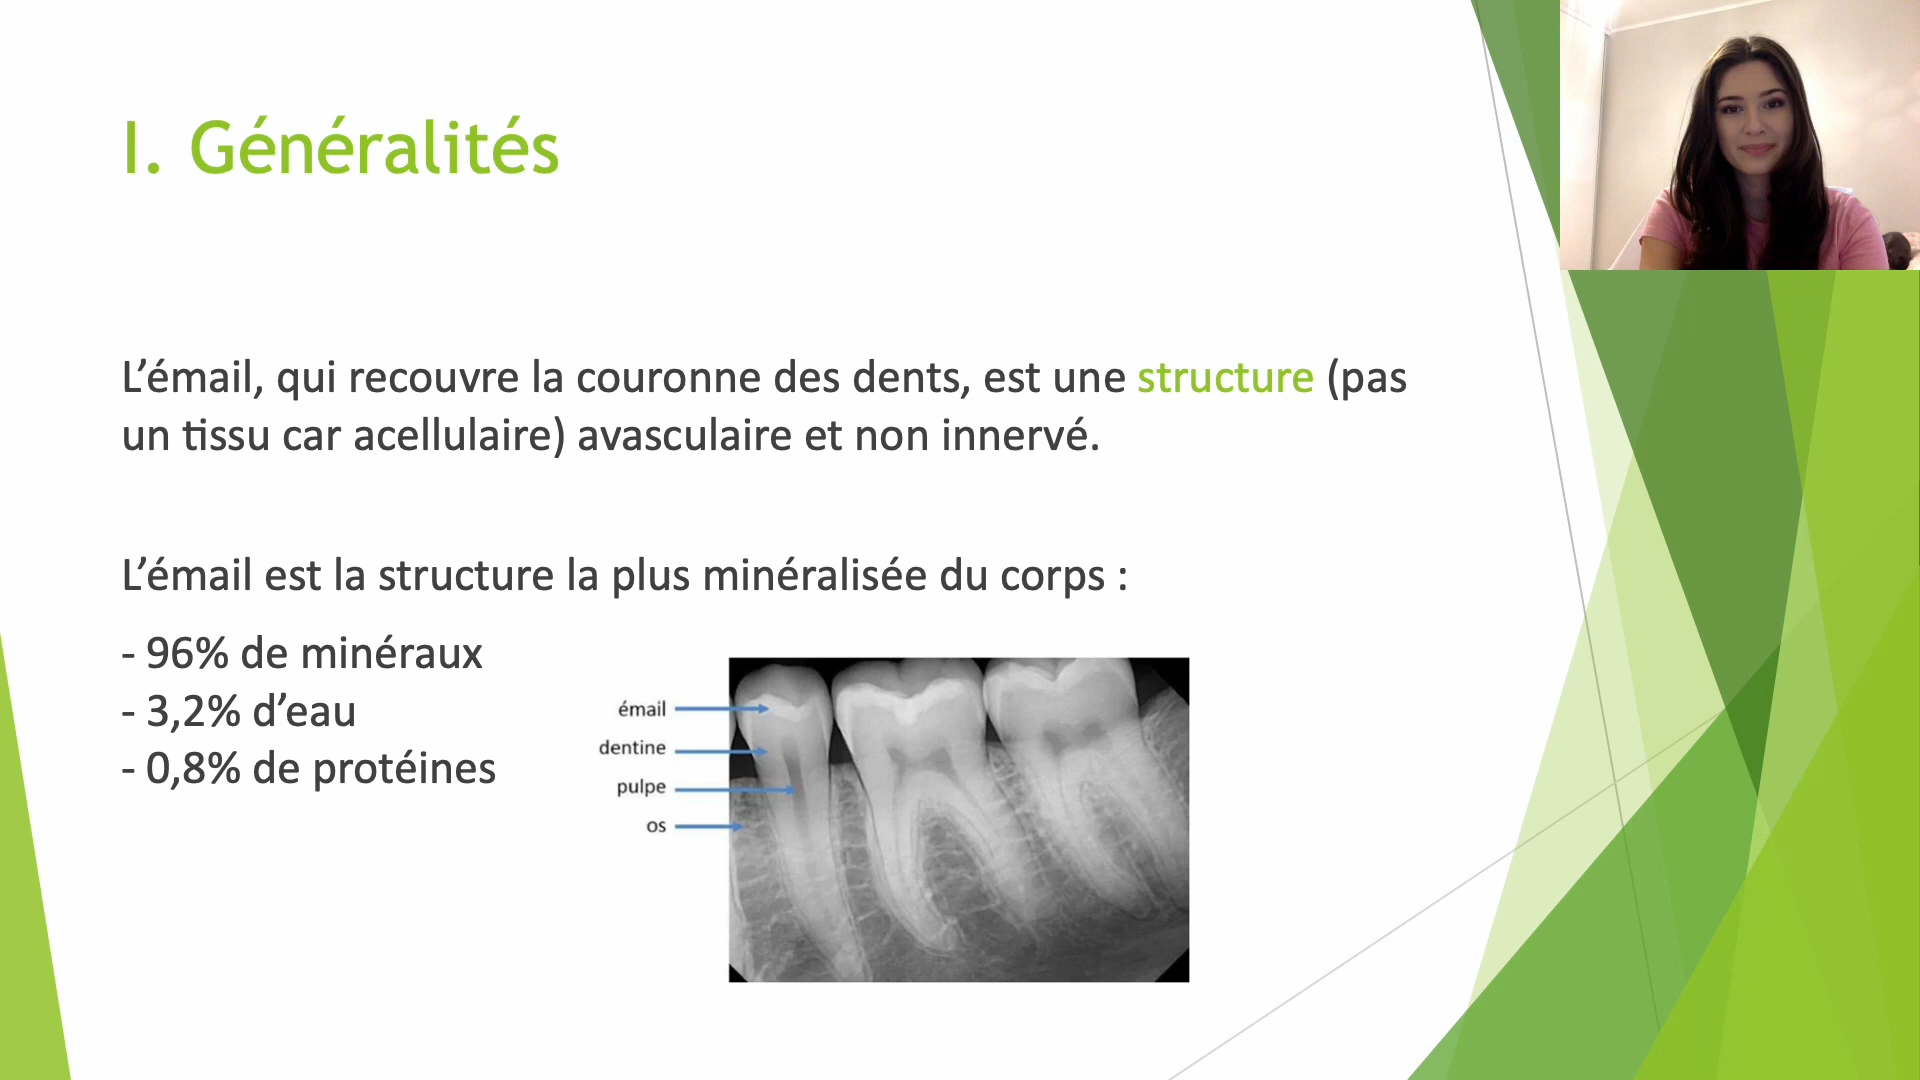 I. Généralités
L’émail, qui recouvre la couronne des dents, est une structure (pas
un tissu car acellulaire) avasculaire et non innervé.
L’émail est la structure la plus minéralisée du corps :
- 96% de minéraux
- 3,2% d’eau
- 0,8% de protéines
émail
dentine
pulpe
os